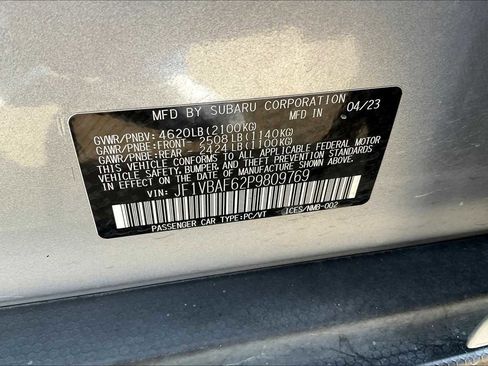 MFD BY SUBARU CORPORATION 04/23
GVWR/PNBV: 4620LB(2100KG)
GAWR/PNBE:FRONT- 2508LB(1140KG)
GAWR/PNBE:REAR- 2424LB(1100KG)
THIS VEHICLE CONFORMS TO ALL APPLICABLE FEDERAL MOTOR
VEHICLE SAFETY, BUMPER, AND THEFT PREVENTION STANDARDS
IN EFFECT ON THE DATE OF MANUFACTURE SHOWN ABOVE.
VIN: JF1VBAF62P9809769
PASSENGER CAR TYPE:PC/VT ICES/NMB-002